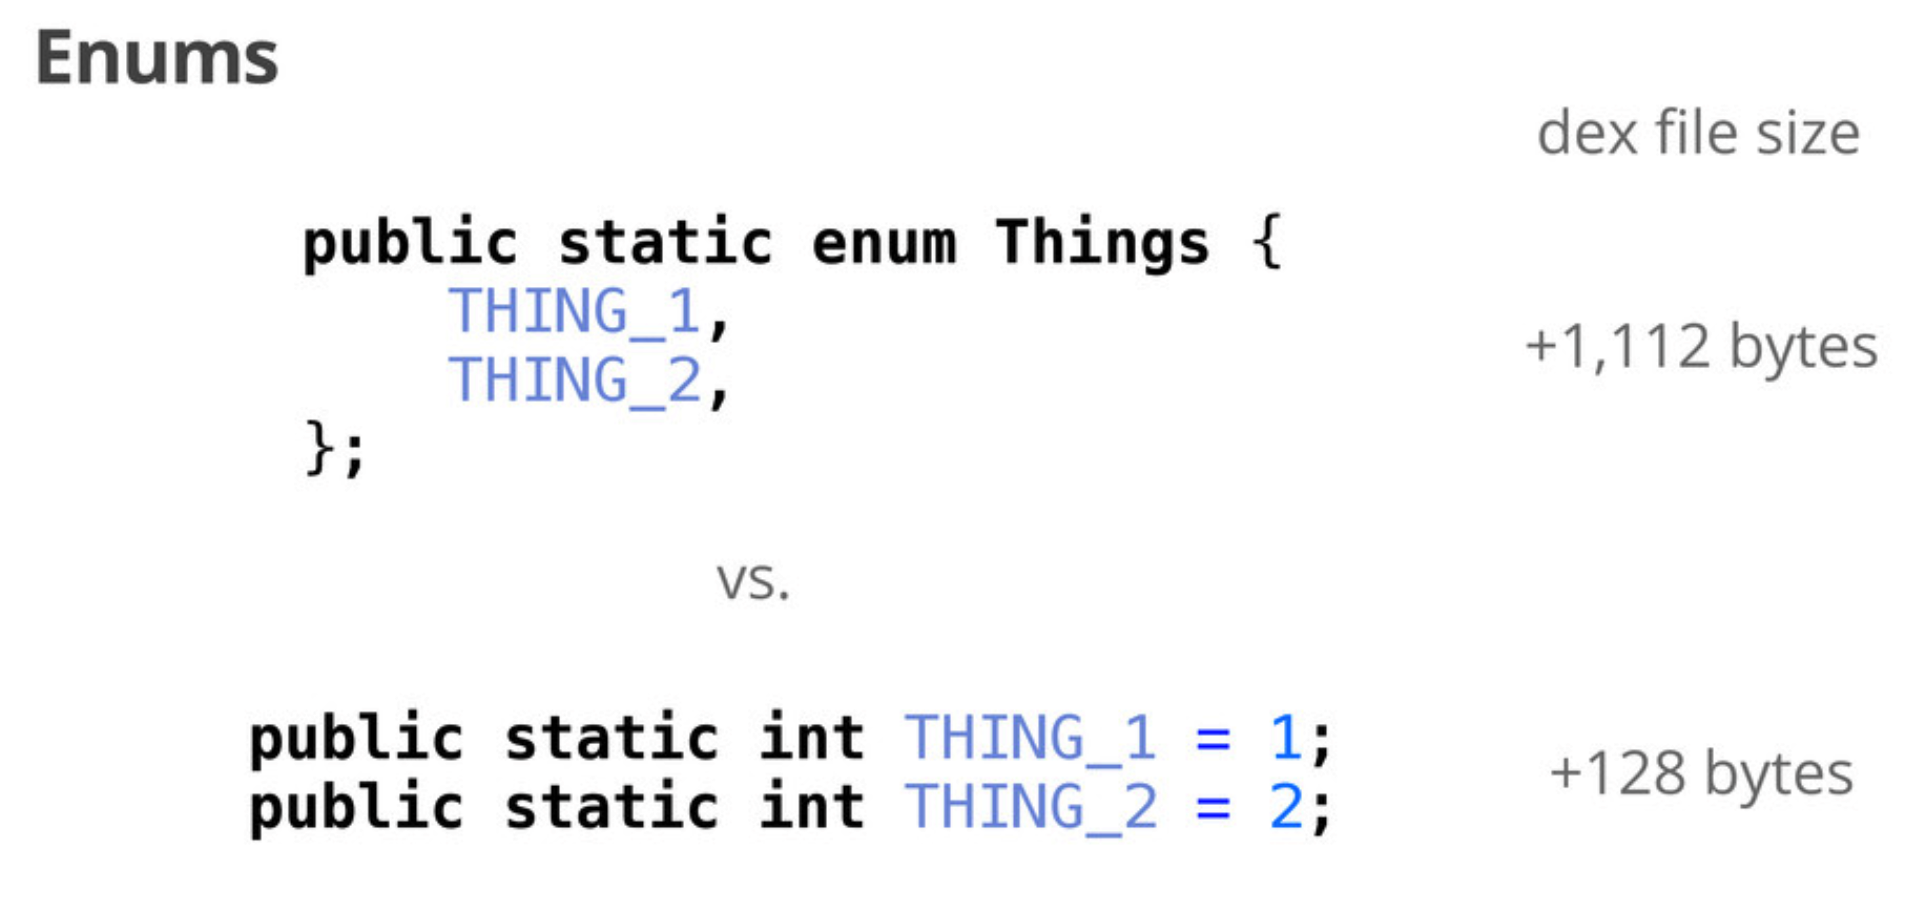 Enums
dex file size
public static enum Things {
THING_1,
THING_2,
+1,112 bytes
};
vs.
public static int THING_1 = 1;
public static int THING_2 = 2;
+128 bytes